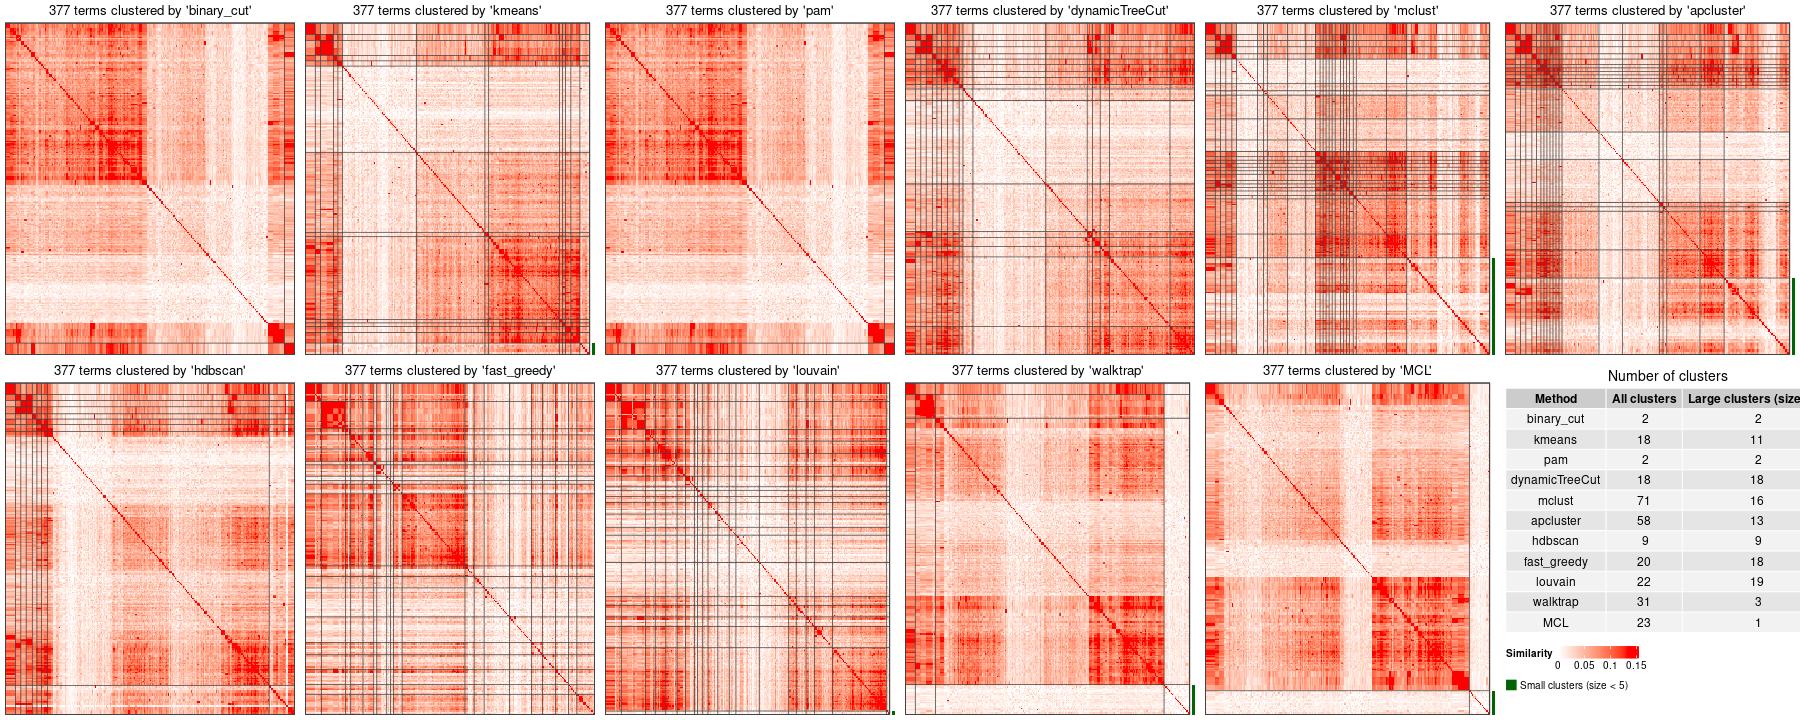 377 terms clustered by 'binary_cut'
377 terms clustered by 'kmeans'
377 terms clustered by 'pam'
377 terms clustered by 'dynamicTreeCut'
377 terms clustered by 'mclust'
377 terms clustered by 'apcluster'
377 terms clustered by 'hdbscan'
377 terms clustered by 'fast_greedy'
377 terms clustered by 'louvain'
377 terms clustered by 'walktrap'
377 terms clustered by 'MCL'
Number of clusters
Method All clusters Large clusters (size
binary_cut 2 2
kmeans 18 11
pam 2 2
dynamicTreeCut 18 18
mclust 71 16
apcluster 58 13
hdbscan 9 9
fast_greedy 20 18
louvain 22 19
walktrap 31 3
MCL 23 1
Similarity
0 0.05 0.1 0.15
Small clusters (size < 5)